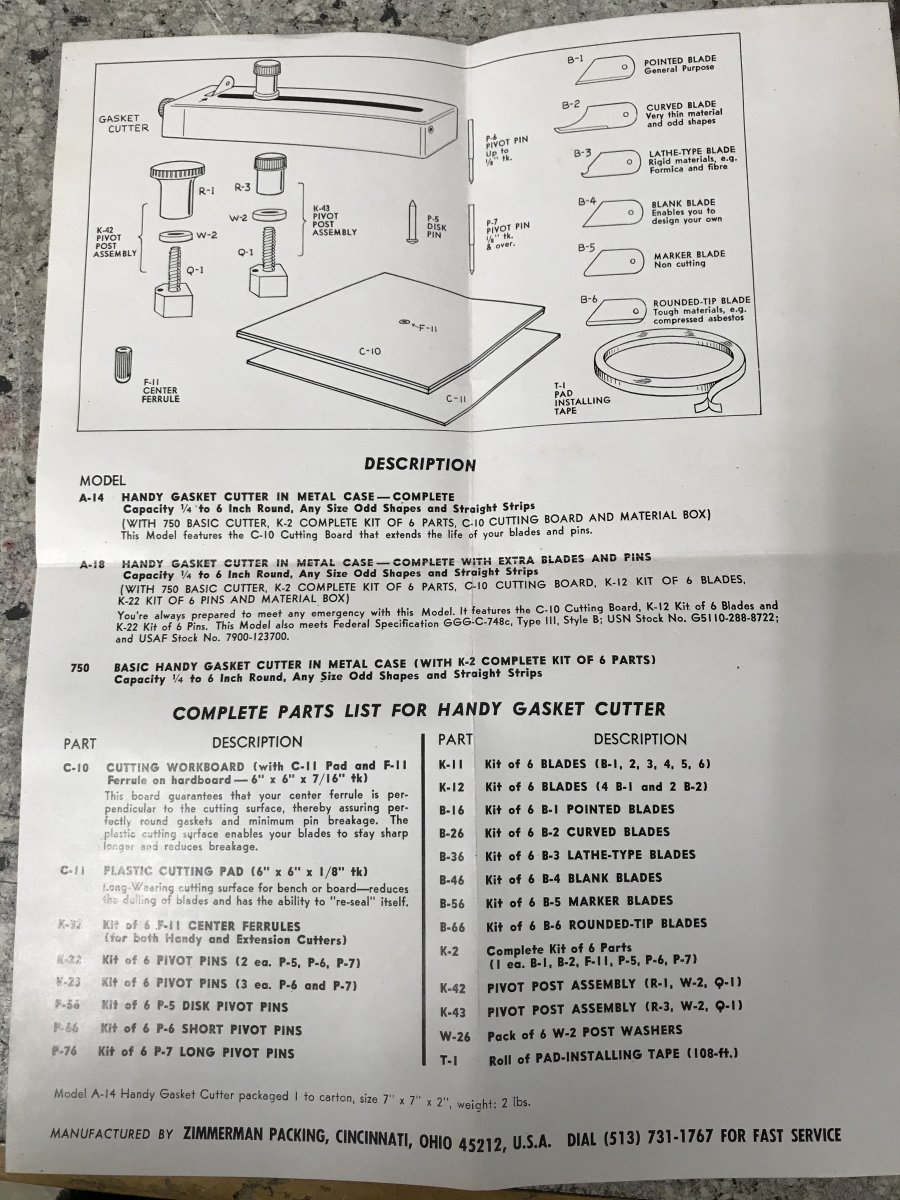 GASKET
CUTTER
R-1
R-3
W-2
W-2
K-42
PIVOT
POST
ASSEMBLY
K-43
PIVOT
POST
ASSEMBLY
Q-1
Q-1
F-11
CENTER
FERRULE
P-5
DISK
PIN
P-6
PIVOT PIN
Up to
1/8" tk.
P-7
PIVOT PIN
1/8" tk.
& over.
F-11
C-10
C-11
B-1
POINTED BLADE
General Purpose
B-2
CURVED BLADE
Very thin material
and odd shapes
B-3
LATHE-TYPE BLADE
Rigid materials, e.g.
Formica and fibre
B-4
BLANK BLADE
Enables you to
design your own
B-5
MARKER BLADE
Non cutting
B-6
ROUNDED-TIP BLADE
Tough materials, e.g.
compressed asbestos
T-1
PAD
INSTALLING
TAPE
DESCRIPTION
MODEL
A-14 HANDY GASKET CUTTER IN METAL CASE — COMPLETE
Capacity 1/4 to 6 Inch Round, Any Size Odd Shapes and Straight Strips
(WITH 750 BASIC CUTTER, K-2 COMPLETE KIT OF 6 PARTS, C-10 CUTTING BOARD AND MATERIAL BOX)
This Model features the C-10 Cutting Board that extends the life of your blades and pins.
A-18 HANDY GASKET CUTTER IN METAL CASE — COMPLETE WITH EXTRA BLADES AND PINS
Capacity 1/4 to 6 Inch Round, Any Size Odd Shapes and Straight Strips
(WITH 750 BASIC CUTTER, K-2 COMPLETE KIT OF 6 PARTS, C-10 CUTTING BOARD, K-12 KIT OF 6 BLADES,
K-22 KIT OF 6 PINS AND MATERIAL BOX)
You're always prepared to meet any emergency with this Model. It features the C-10 Cutting Board, K-12 Kit of 6 Blades and
K-22 Kit of 6 Pins. This Model also meets Federal Specification GGG-C-748c, Type III, Style B; USN Stock No. G5110-288-8722;
and USAF Stock No. 7900-123700.
750 BASIC HANDY GASKET CUTTER IN METAL CASE (WITH K-2 COMPLETE KIT OF 6 PARTS)
Capacity 1/4 to 6 Inch Round, Any Size Odd Shapes and Straight Strips
COMPLETE PARTS LIST FOR HANDY GASKET CUTTER
PART DESCRIPTION
C-10 CUTTING WORKBOARD (with C-11 Pad and F-11
Ferrule on hardboard — 6" x 6" x 7/16" tk)
This board guarantees that your center ferrule is per-
pendicular to the cutting surface, thereby assuring per-
fectly round gaskets and minimum pin breakage. The
plastic cutting surface enables your blades to stay sharp
longer and reduces breakage.
C-11 PLASTIC CUTTING PAD (6" x 6" x 1/8" tk)
Long-Wearing cutting surface for bench or board—reduces
the dulling of blades and has the ability to "re-seal" itself.
K-32 Kit of 6 F-11 CENTER FERRULES
(for both Handy and Extension Cutters)
K-22 Kit of 6 PIVOT PINS (2 ea. P-5, P-6, P-7)
K-23 Kit of 6 PIVOT PINS (3 ea. P-6 and P-7)
P-56 Kit of 6 P-5 DISK PIVOT PINS
P-66 Kit of 6 P-6 SHORT PIVOT PINS
P-76 Kit of 6 P-7 LONG PIVOT PINS
PART DESCRIPTION
K-11 Kit of 6 BLADES (B-1, 2, 3, 4, 5, 6)
K-12 Kit of 6 BLADES (4 B-1 and 2 B-2)
B-16 Kit of 6 B-1 POINTED BLADES
B-26 Kit of 6 B-2 CURVED BLADES
B-36 Kit of 6 B-3 LATHE-TYPE BLADES
B-46 Kit of 6 B-4 BLANK BLADES
B-56 Kit of 6 B-5 MARKER BLADES
B-66 Kit of 6 B-6 ROUNDED-TIP BLADES
K-2 Complete Kit of 6 Parts
(1 ea. B-1, B-2, F-11, P-5, P-6, P-7)
K-42 PIVOT POST ASSEMBLY (R-1, W-2, Q-1)
K-43 PIVOT POST ASSEMBLY (R-3, W-2, Q-1)
W-26 Pack of 6 W-2 POST WASHERS
T-1 Roll of PAD-INSTALLING TAPE (108-ft.)
Model A-14 Handy Gasket Cutter packaged 1 to carton, size 7" x 7" x 2", weight: 2 lbs.
MANUFACTURED BY ZIMMERMAN PACKING, CINCINNATI, OHIO 45212, U.S.A. DIAL (513) 731-1767 FOR FAST SERVICE